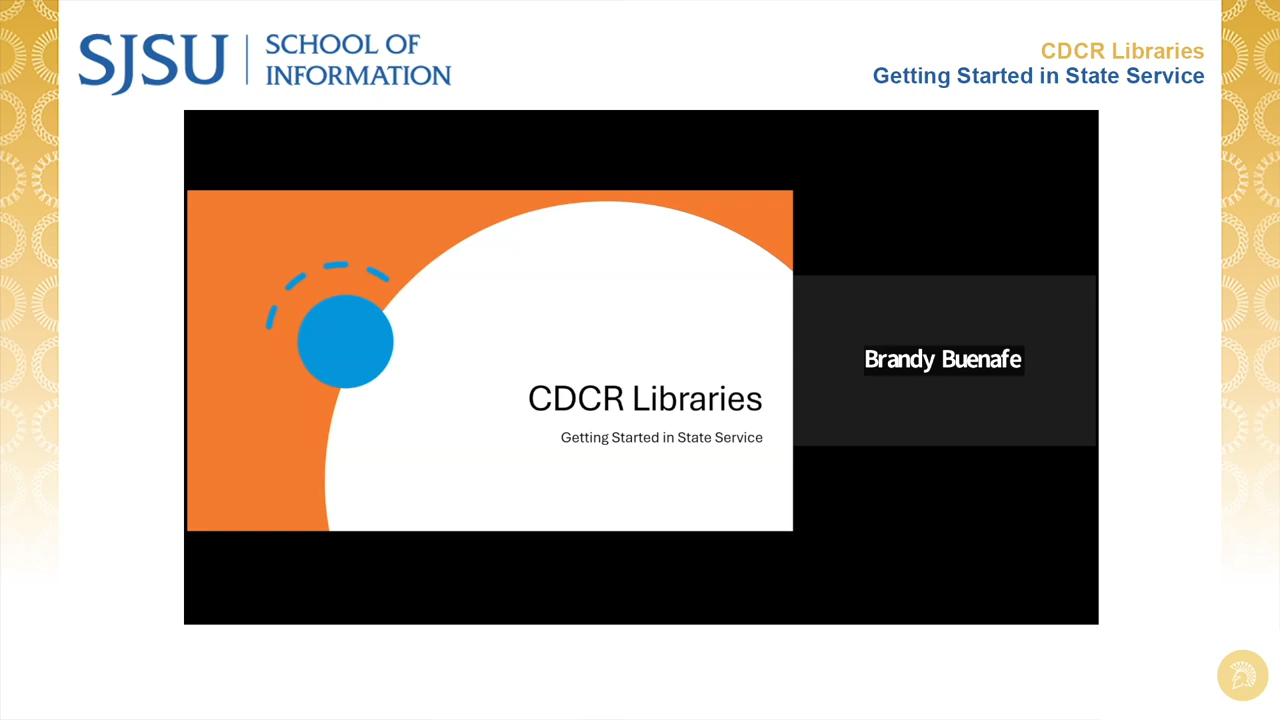 SJSU
SCHOOL OF
INFORMATION
CDCR Libraries
Getting Started in State Service
CDCR Libraries
Getting Started in State Service
Brandy Buenafe